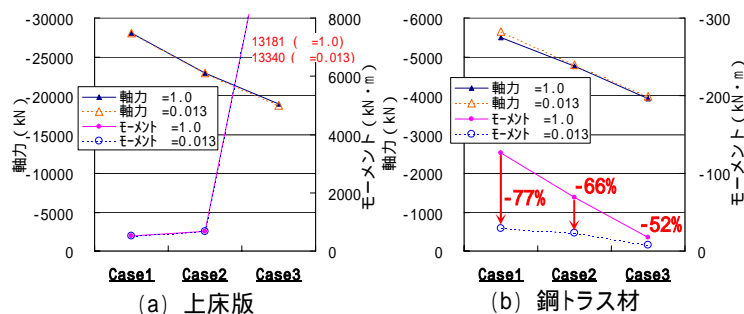 -30000
-25000
-20000
-15000
-10000
-5000
0
軸力 (kN)
8000
6000
4000
2000
0
モーメント (kN・m)
13181 (　=1.0)
13340 (　=0.013)
軸力　=1.0
軸力　=0.013
モーメント　=1.0
モーメント　=0.013
Case1 Case2 Case3
(a) 上床版
-6000
-5000
-4000
-3000
-2000
-1000
0
軸力 (kN)
-300
-200
-100
0
モーメント (kN・m)
軸力　=1.0
軸力　=0.013
モーメント　=1.0
モーメント　=0.013
-77%
-66%
-52%
Case1 Case2 Case3
(b) 鋼トラス材